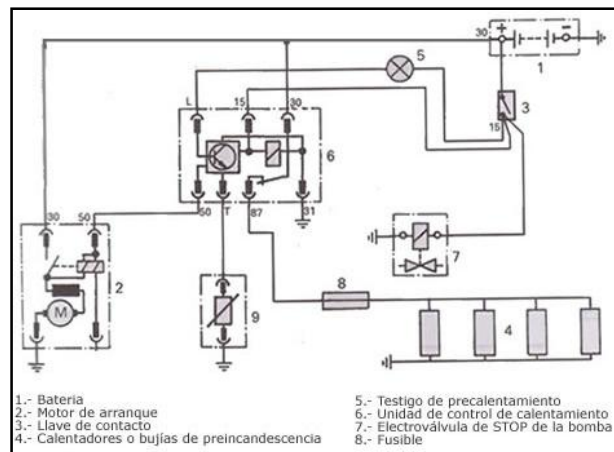 30 + -
5
1
L 15 30
3
15
6
50 T 87 31
30 50
7
8
2
M
9
4
1.- Bateria
2.- Motor de arranque
3.- Llave de contacto
4.- Calentadores o bujías de preincandescencia
5.- Testigo de precalentamiento
6.- Unidad de control de calentamiento
7.- Electroválvula de STOP de la bomba
8.- Fusible